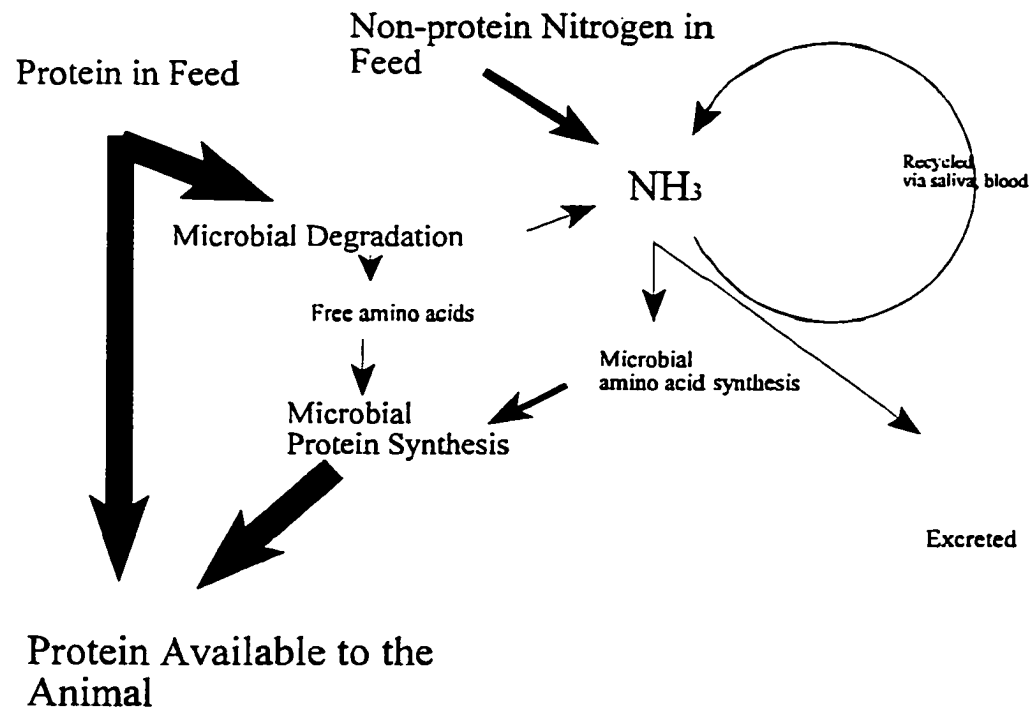 Non-protein Nitrogen in
Feed
Protein in Feed
Recycled
via saliva, blood
NH₃
Microbial Degradation
Free amino acids
Microbial
amino acid synthesis
Microbial
Protein Synthesis
Excreted
Protein Available to the
Animal